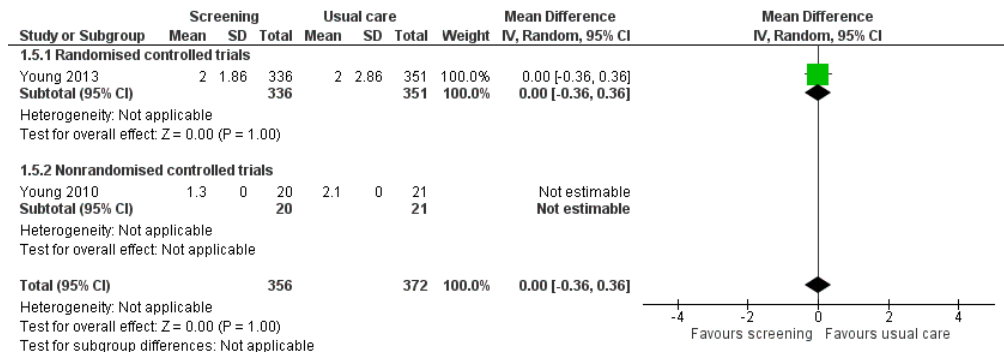 Screening Usual care Mean Difference Mean Difference
Study or Subgroup Mean SD Total Mean SD Total Weight IV, Random, 95% CI IV, Random, 95% CI
1.5.1 Randomised controlled trials
Young 2013 2 1.86 336 2 2.86 351 100.0% 0.00 [-0.36, 0.36]
Subtotal (95% CI) 336 351 100.0% 0.00 [-0.36, 0.36]
Heterogeneity: Not applicable
Test for overall effect: Z = 0.00 (P = 1.00)
1.5.2 Nonrandomised controlled trials
Young 2010 1.3 0 20 2.1 0 21 Not estimable
Subtotal (95% CI) 20 21 Not estimable
Heterogeneity: Not applicable
Test for overall effect: Not applicable
Total (95% CI) 356 372 100.0% 0.00 [-0.36, 0.36]
Heterogeneity: Not applicable
Test for overall effect: Z = 0.00 (P = 1.00)
Test for subgroup differences: Not applicable
-4 -2 0 2 4
Favours screening Favours usual care